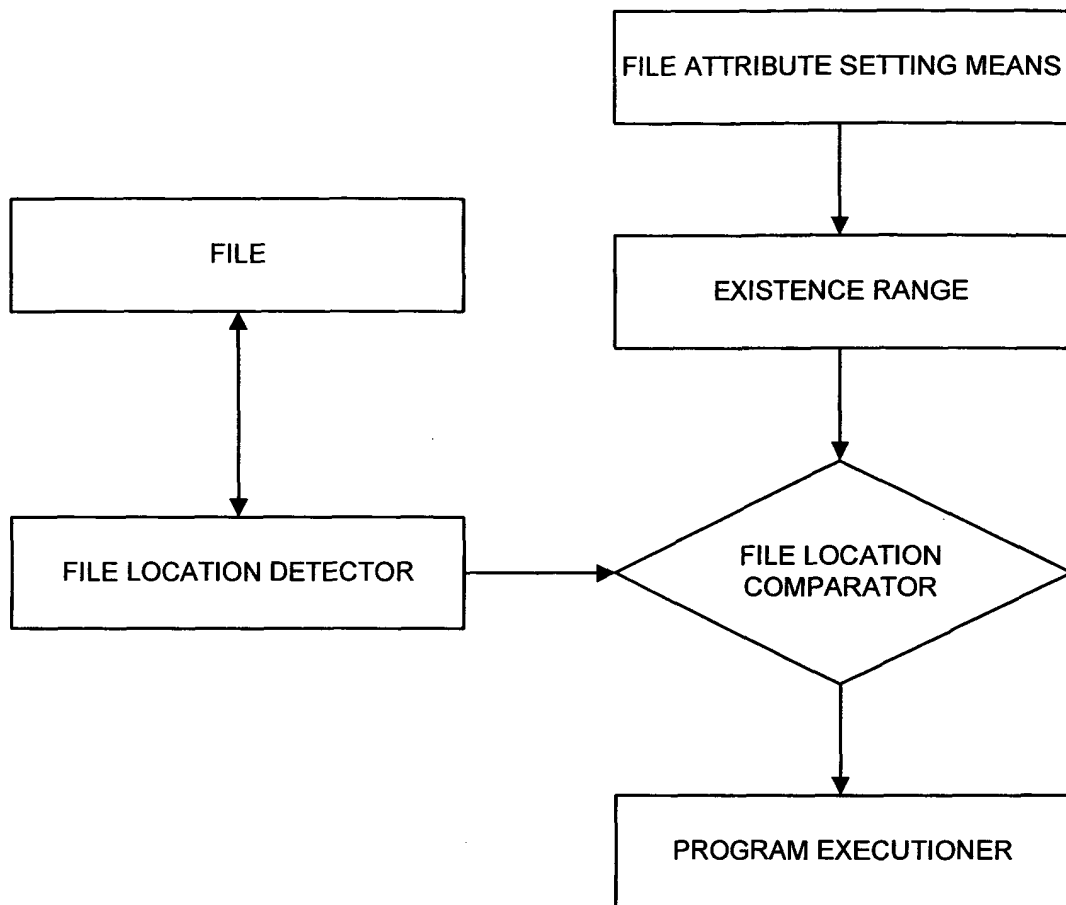 FILE ATTRIBUTE SETTING MEANS
FILE
EXISTENCE RANGE
FILE LOCATION DETECTOR
FILE LOCATION
COMPARATOR
PROGRAM EXECUTIONER